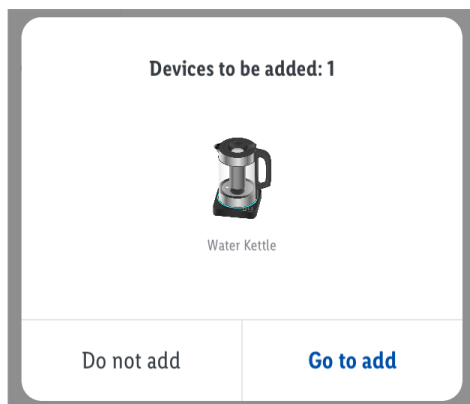 Devices to be added: 1
Water Kettle
Do not add
Go to add